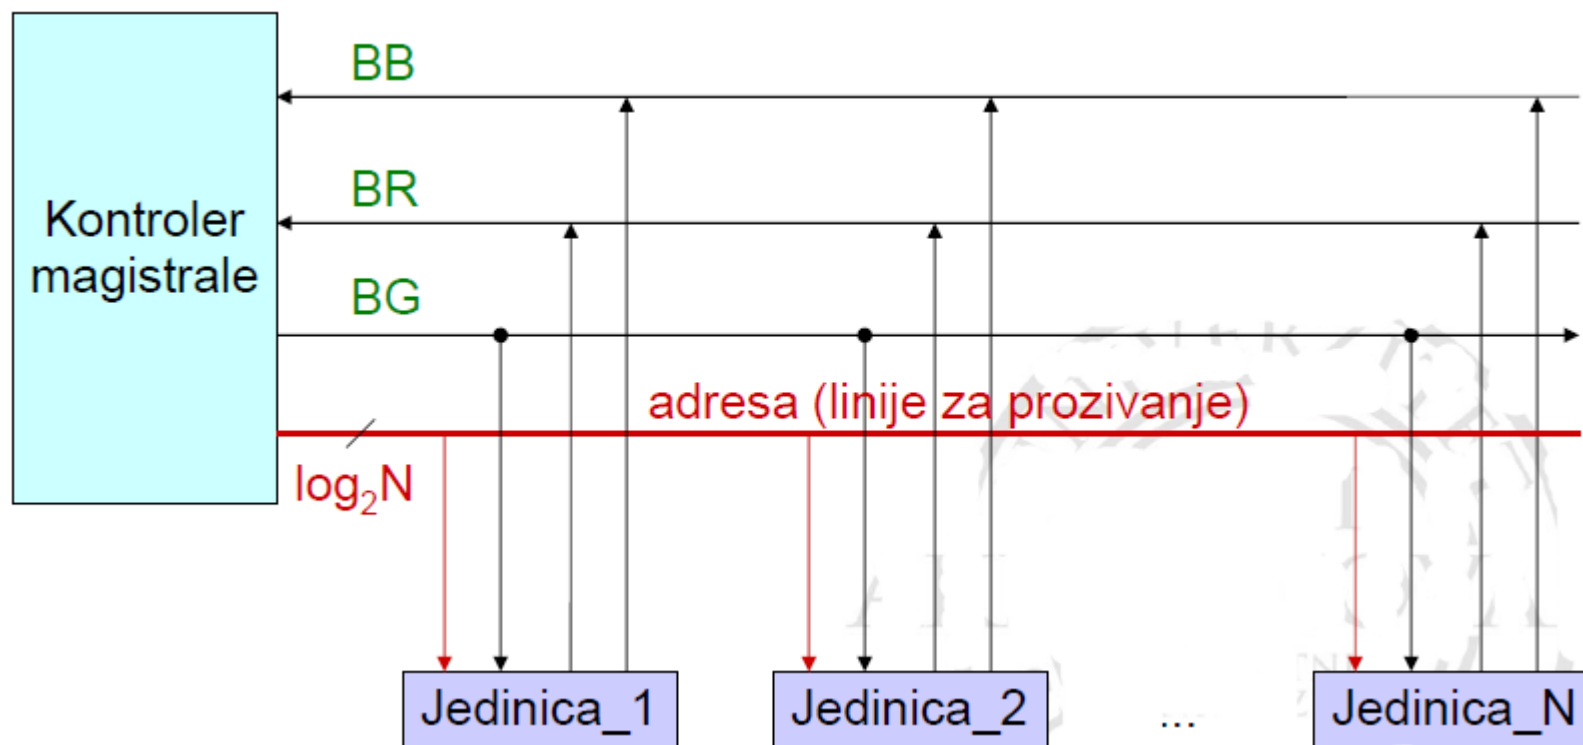 BB
BR
Kontroler
magistrale
BG
adresa (linije za prozivanje)
log₂N
Jedinica_1
Jedinica_2
...
Jedinica_N